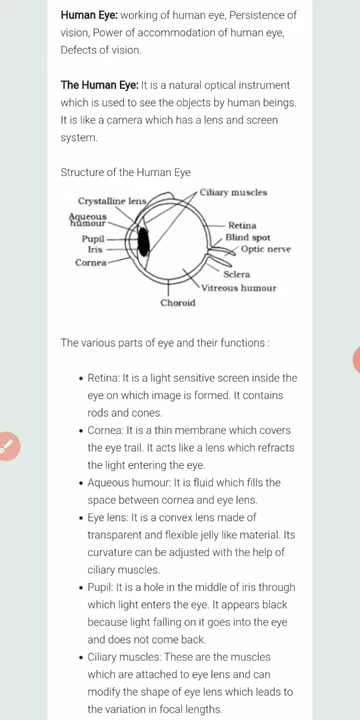 Human Eye: working of human eye, Persistence of
vision, Power of accommodation of human eye,
Defects of vision.
The Human Eye: It is a natural optical instrument
which is used to see the objects by human beings.
It is like a camera which has a lens and screen
system.
Structure of the Human Eye
Ciliary muscles
Crystalline lens
Aqueous
humour
Pupil
Iris
Cornea
Retina
Blind spot
Optic nerve
Sclera
Vitreous humour
Choroid
The various parts of eye and their functions :
• Retina: It is a light sensitive screen inside the
eye on which image is formed. It contains
rods and cones.
• Cornea: It is a thin membrane which covers
the eye trail. It acts like a lens which refracts
the light entering the eye.
• Aqueous humour: It is fluid which fills the
space between cornea and eye lens.
• Eye lens: It is a convex lens made of
transparent and flexible jelly like material. Its
curvature can be adjusted with the help of
ciliary muscles.
• Pupil: It is a hole in the middle of iris through
which light enters the eye. It appears black
because light falling on it goes into the eye
and does not come back.
• Ciliary muscles: These are the muscles
which are attached to eye lens and can
modify the shape of eye lens which leads to
the variation in focal lengths.